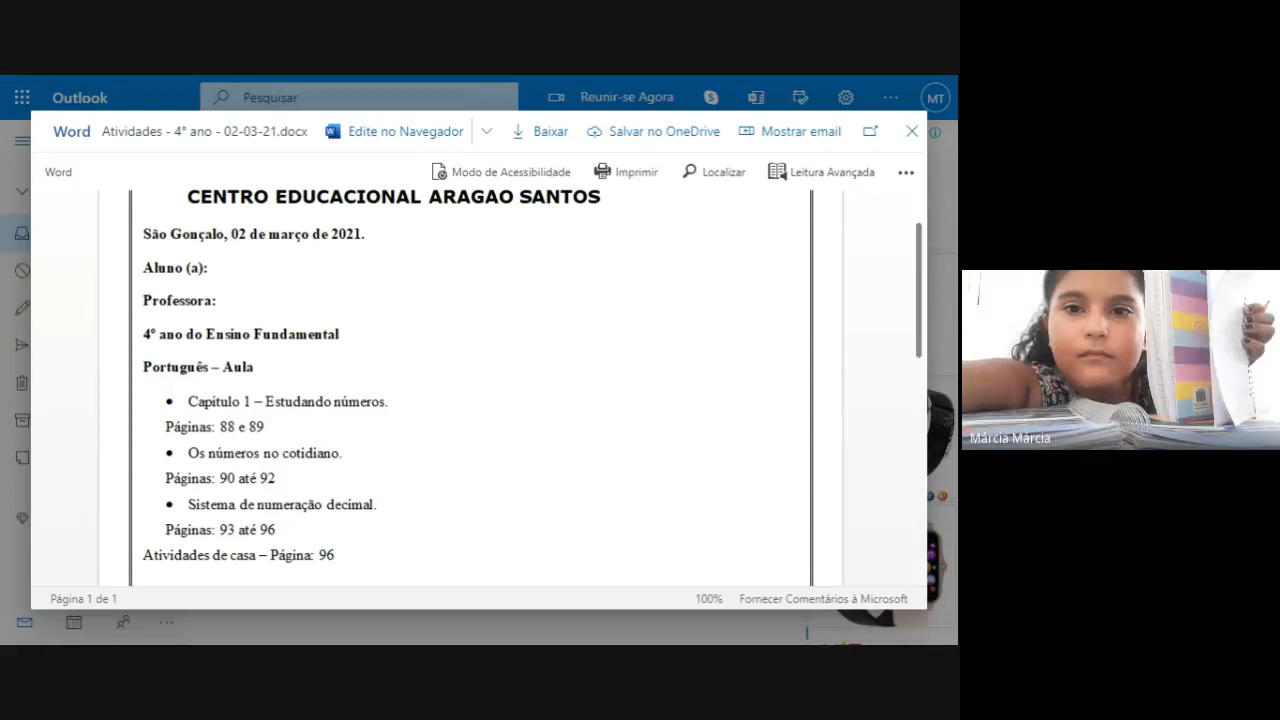 Outlook
Pesquisar
Reunir-se Agora
MT
Word
Atividades - 4° ano - 02-03-21.docx
Edite no Navegador
Baixar
Salvar no OneDrive
Mostrar email
Word
Modo de Acessibilidade
Imprimir
Localizar
Leitura Avançada
CENTRO EDUCACIONAL ARAGAO SANTOS
São Gonçalo, 02 de março de 2021.
Aluno (a):
Professora:
4º ano do Ensino Fundamental
Português – Aula
• Capitulo 1 – Estudando números.
Páginas: 88 e 89
• Os números no cotidiano.
Páginas: 90 até 92
• Sistema de numeração decimal.
Páginas: 93 até 96
Atividades de casa – Página: 96
Página 1 de 1
100%
Fornecer Comentários à Microsoft
Márcia Márcia